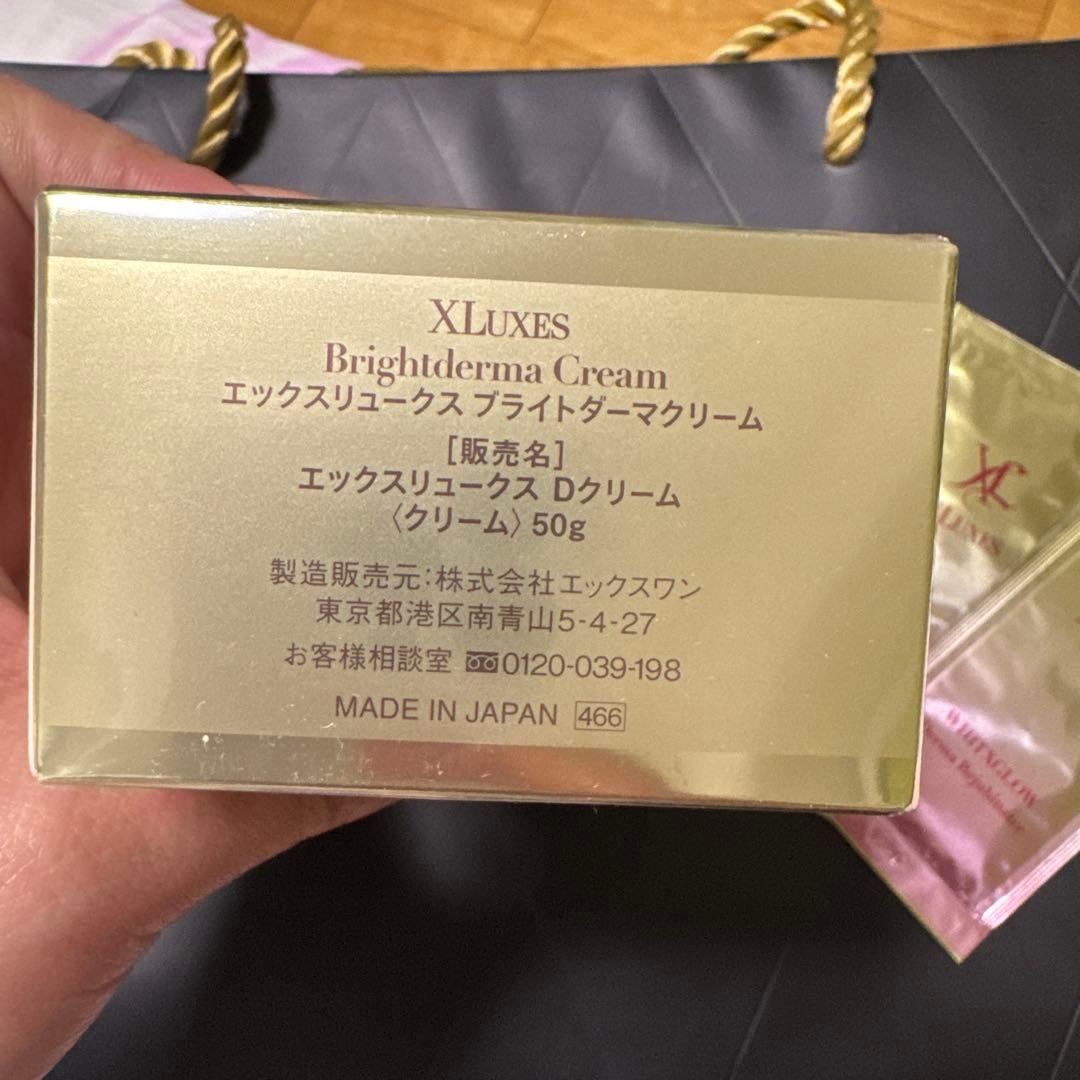 XLUXES
Brightderma Cream
エックスリュークス ブライトダーマクリーム
[販売名]
エックスリュークス Dクリーム
〈クリーム〉50g
製造販売元:株式会社エックスワン
東京都港区南青山5-4-27
お客様相談室 0120-039-198
MADE IN JAPAN 466
LUXES
WHITXGLOW